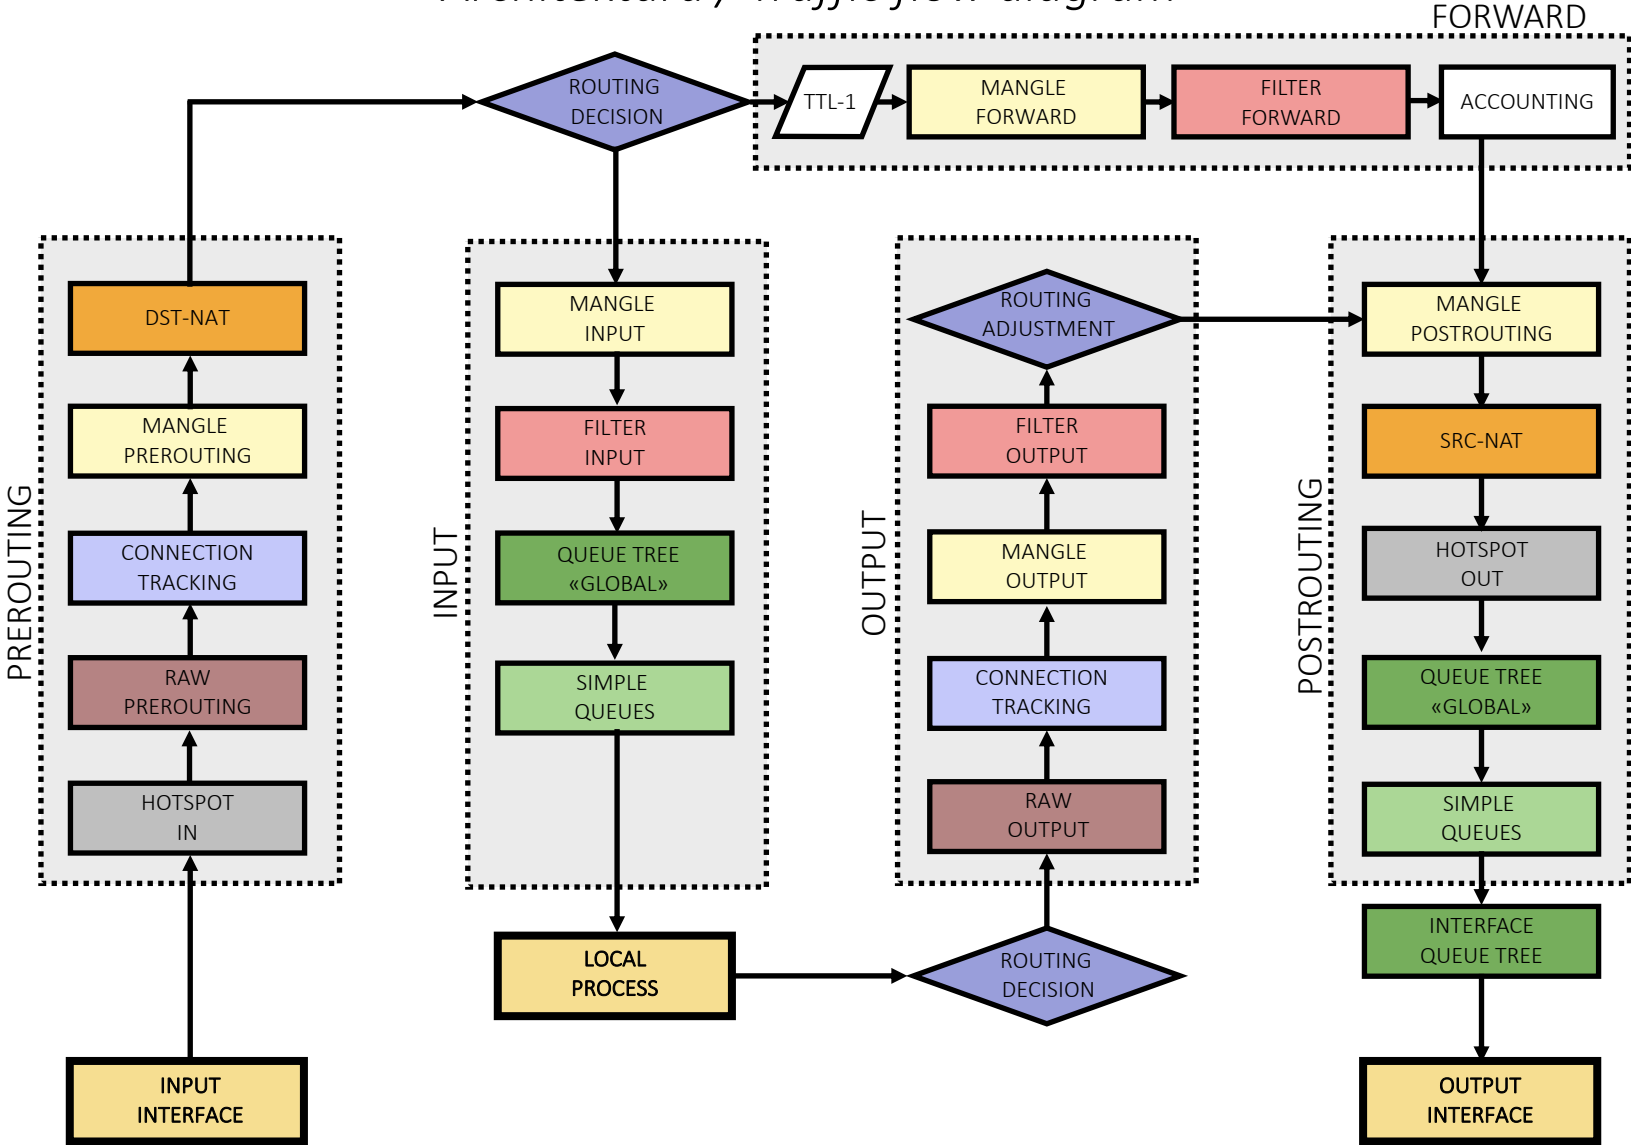 FORWARD
ROUTING
DECISION
TTL-1
MANGLE
FORWARD
FILTER
FORWARD
ACCOUNTING
PREROUTING
DST-NAT
MANGLE
PREROUTING
CONNECTION
TRACKING
RAW
PREROUTING
HOTSPOT
IN
INPUT
INTERFACE
INPUT
MANGLE
INPUT
FILTER
INPUT
QUEUE TREE
«GLOBAL»
SIMPLE
QUEUES
LOCAL
PROCESS
OUTPUT
ROUTING
ADJUSTMENT
FILTER
OUTPUT
MANGLE
OUTPUT
CONNECTION
TRACKING
RAW
OUTPUT
ROUTING
DECISION
POSTROUTING
MANGLE
POSTROUTING
SRC-NAT
HOTSPOT
OUT
QUEUE TREE
«GLOBAL»
SIMPLE
QUEUES
INTERFACE
QUEUE TREE
OUTPUT
INTERFACE